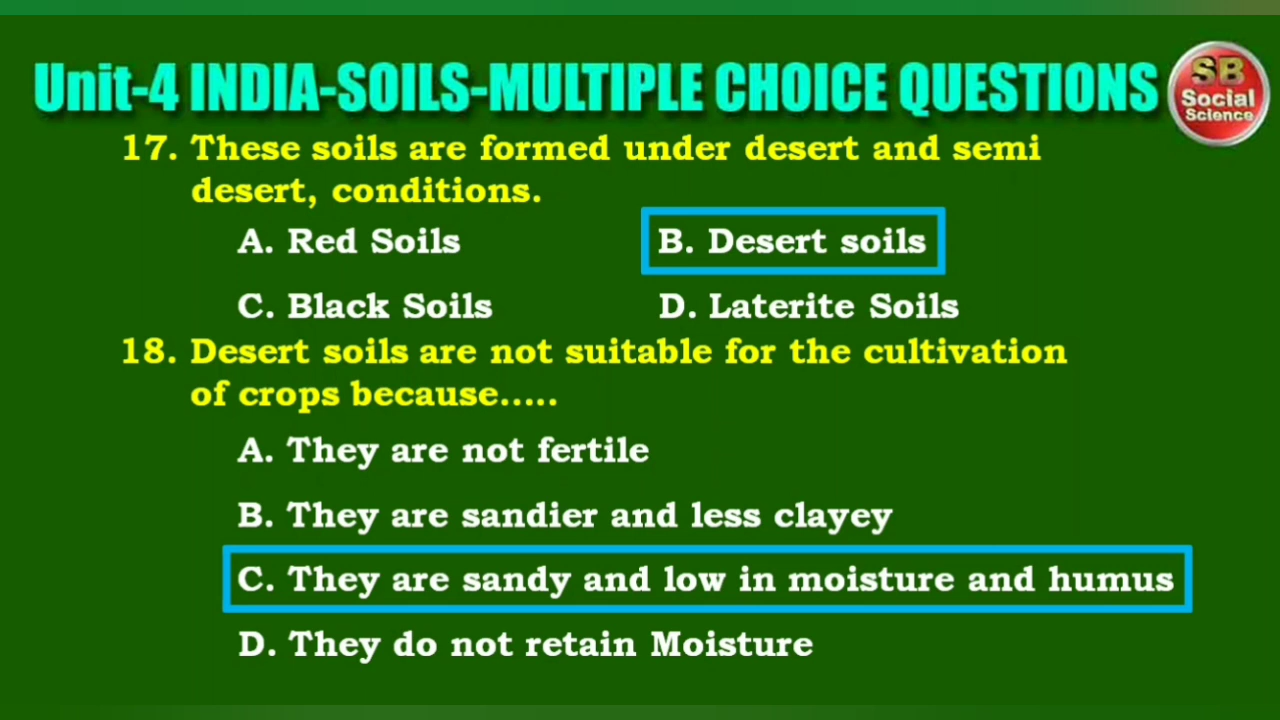 Unit-4 INDIA-SOILS-MULTIPLE CHOICE QUESTIONS
SB
Social
Science
17. These soils are formed under desert and semi
desert, conditions.
A. Red Soils B. Desert soils
C. Black Soils D. Laterite Soils
18. Desert soils are not suitable for the cultivation
of crops because.....
A. They are not fertile
B. They are sandier and less clayey
C. They are sandy and low in moisture and humus
D. They do not retain Moisture